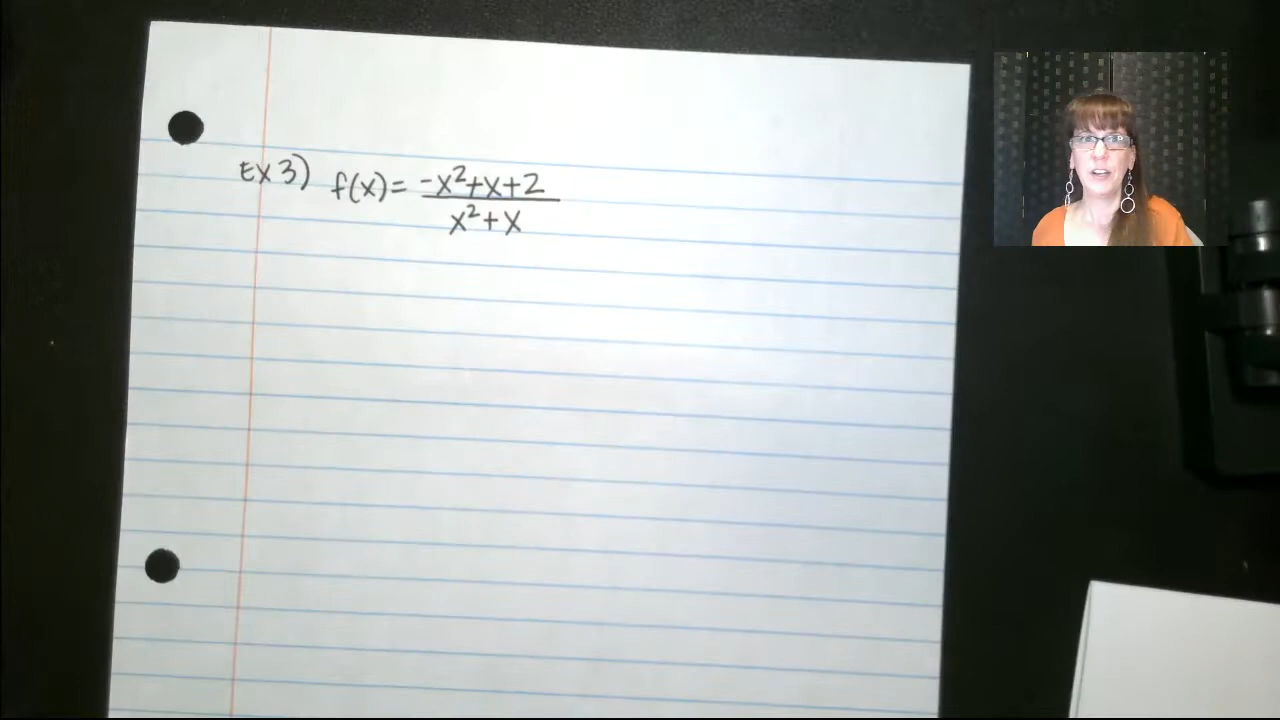 Ex 3) f(x) = -x²+x+2
x²+x